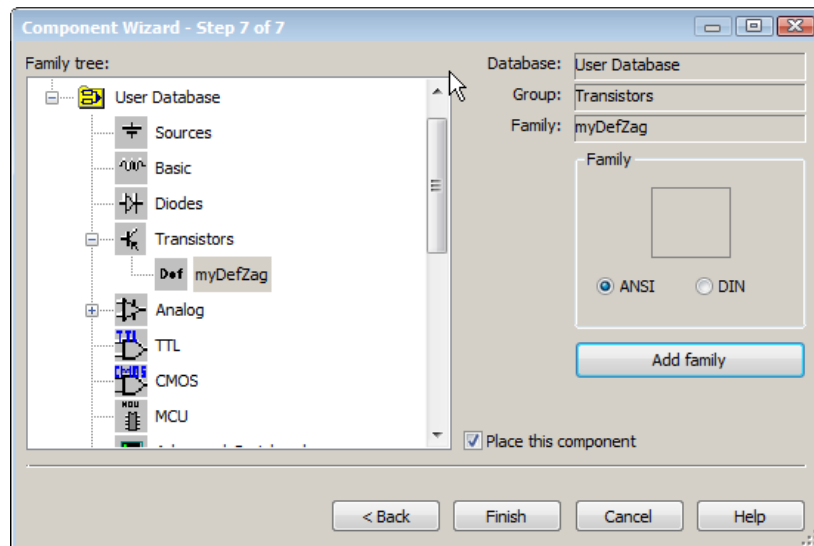 Component Wizard - Step 7 of 7
Family tree:
User Database
Sources
Basic
Diodes
Transistors
Def myDefZag
Analog
TTL TTL
CMOS CMOS
MCU MCU
Database: User Database
Group: Transistors
Family: myDefZag
Family
ANSI DIN
Add family
Place this component
< Back Finish Cancel Help